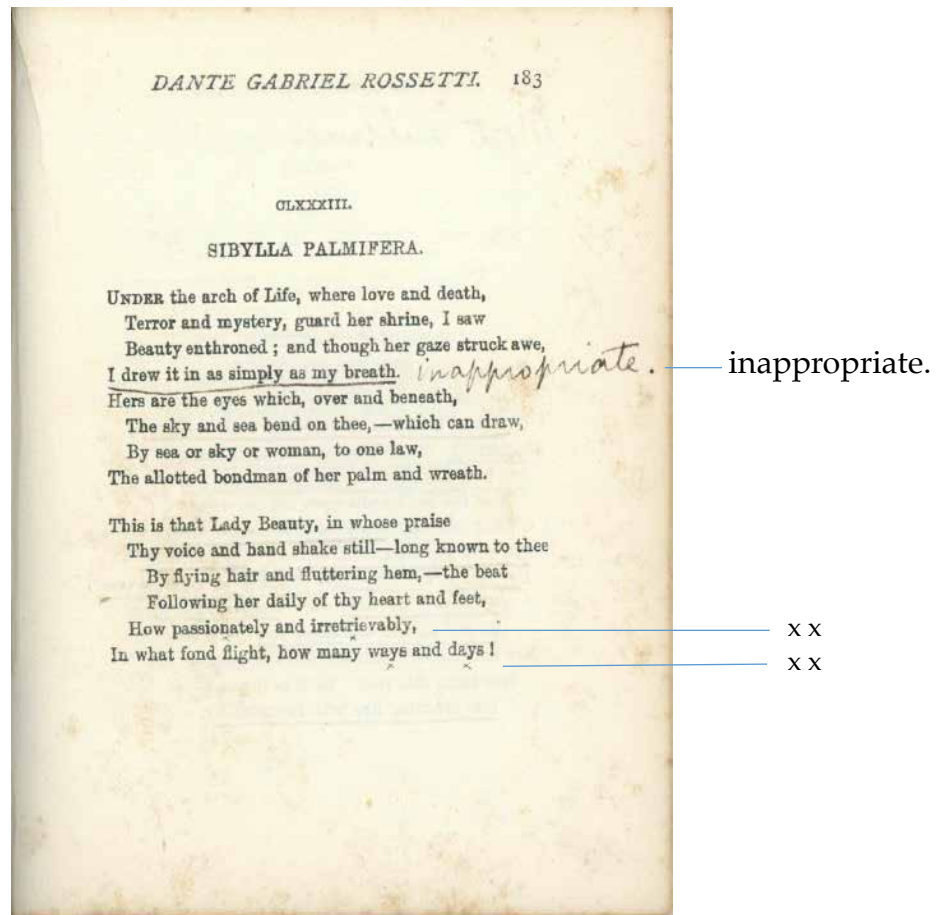 DANTE GABRIEL ROSSETTI. 183
CLXXXIII.
SIBYLLA PALMIFERA.
UNDER the arch of Life, where love and death,
Terror and mystery, guard her shrine, I saw
Beauty enthroned ; and though her gaze struck awe,
I drew it in as simply as my breath. inappropriate. inappropriate.
Hers are the eyes which, over and beneath,
The sky and sea bend on thee,—which can draw,
By sea or sky or woman, to one law,
The allotted bondman of her palm and wreath.
This is that Lady Beauty, in whose praise
Thy voice and hand shake still—long known to thee
By flying hair and fluttering hem,—the beat
Following her daily of thy heart and feet,
How passionately and irretrievably, x x
In what fond flight, how many ways and days ! x x